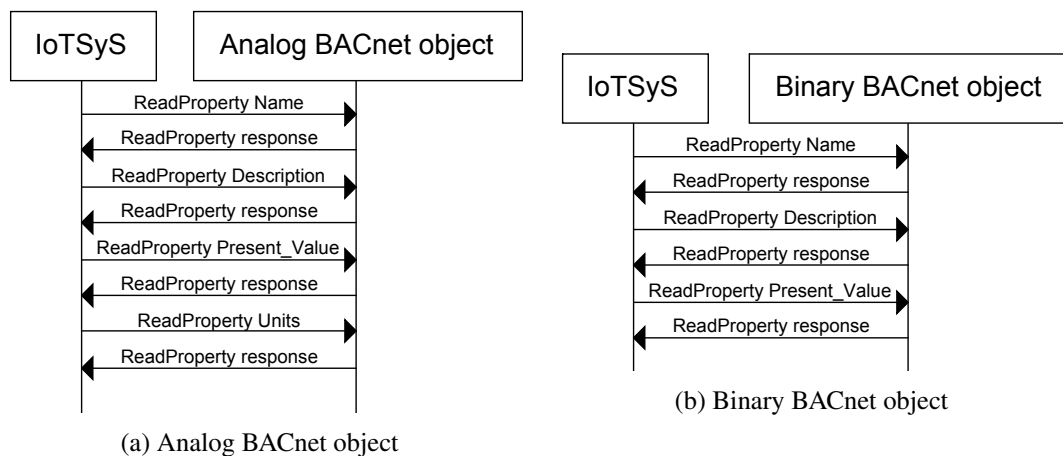 IoTSyS
Analog BACnet object
ReadProperty Name
ReadProperty response
ReadProperty Description
ReadProperty response
ReadProperty Present_Value
ReadProperty response
ReadProperty Units
ReadProperty response
(a) Analog BACnet object
IoTSyS
Binary BACnet object
ReadProperty Name
ReadProperty response
ReadProperty Description
ReadProperty response
ReadProperty Present_Value
ReadProperty response
(b) Binary BACnet object